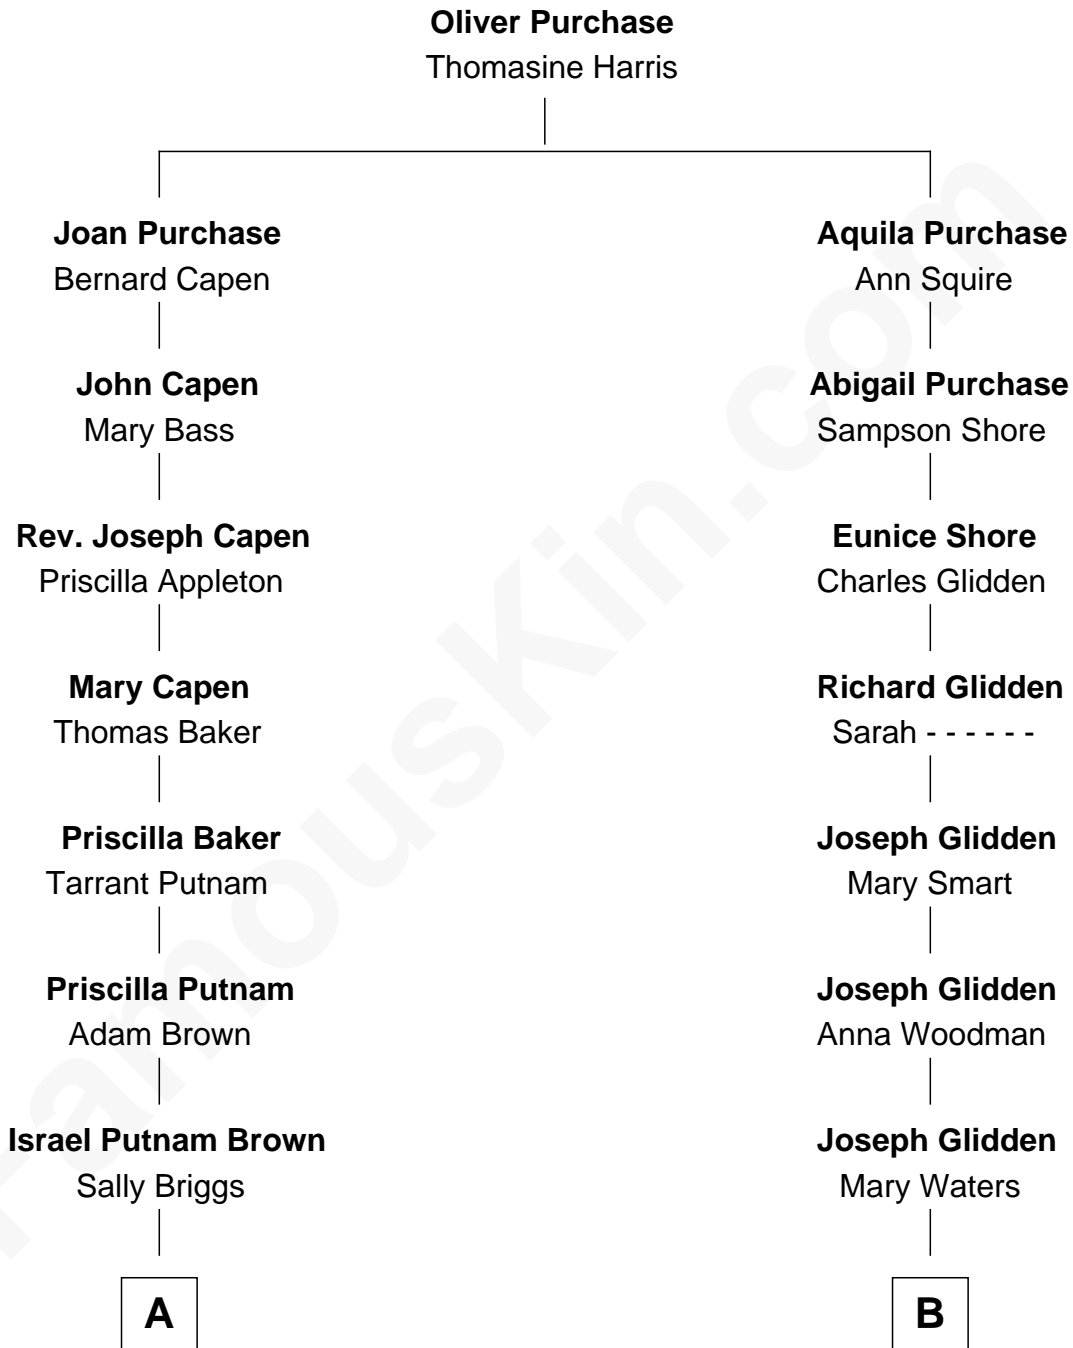 Oliver Purchase
Thomasine Harris
Joan Purchase
Bernard Capen
John Capen
Mary Bass
Rev. Joseph Capen
Priscilla Appleton
Mary Capen
Thomas Baker
Priscilla Baker
Tarrant Putnam
Priscilla Putnam
Adam Brown
Israel Putnam Brown
Sally Briggs
A
Aquila Purchase
Ann Squire
Abigail Purchase
Sampson Shore
Eunice Shore
Charles Glidden
Richard Glidden
Sarah - - - - - -
Joseph Glidden
Mary Smart
Joseph Glidden
Anna Woodman
Joseph Glidden
Mary Waters
B
FamousKin.com